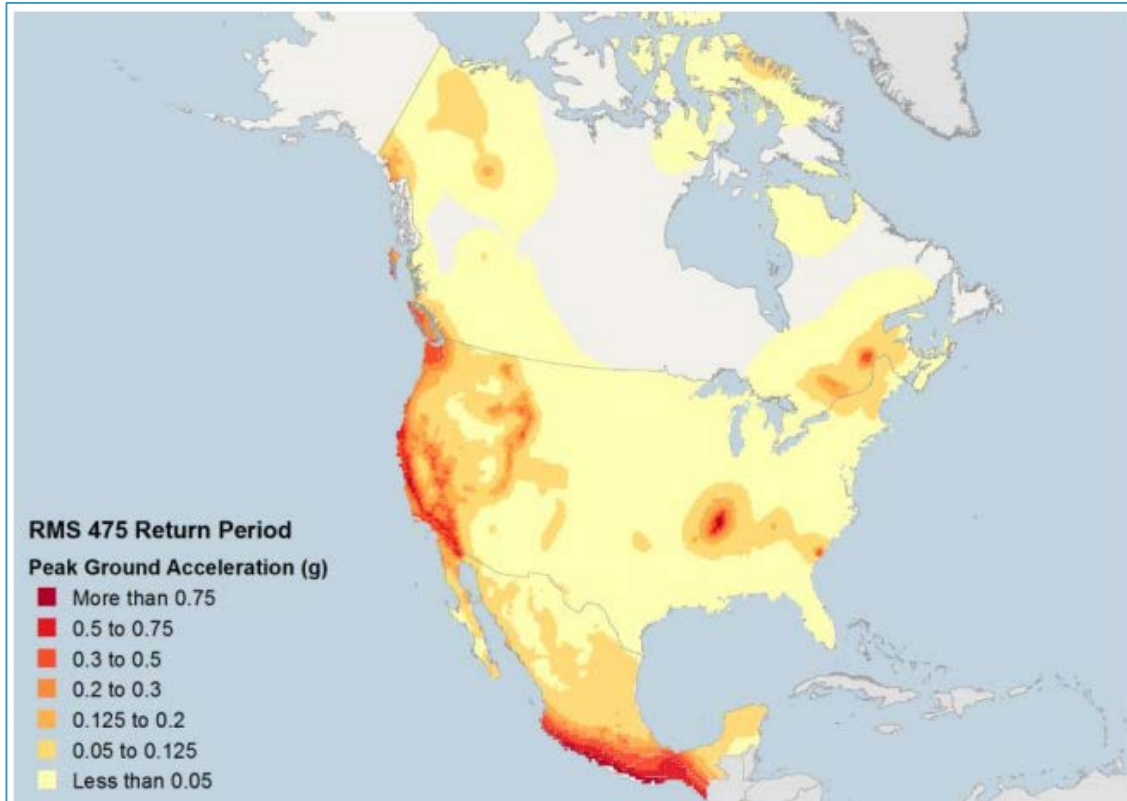 RMS 475 Return Period
Peak Ground Acceleration (g)
More than 0.75
0.5 to 0.75
0.3 to 0.5
0.2 to 0.3
0.125 to 0.2
0.05 to 0.125
Less than 0.05